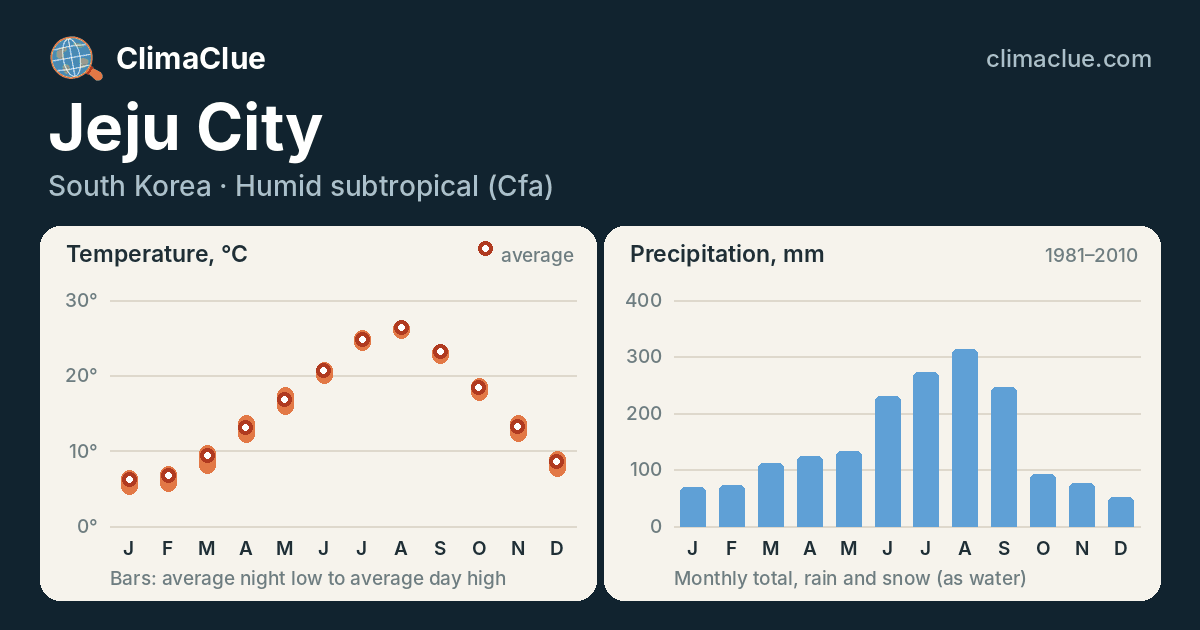 ClimaClue
climaclue.com
Jeju City
South Korea · Humid subtropical (Cfa)
Temperature, °C
average
30°
20°
10°
0°
J F M A M J J A S O N D
Bars: average night low to average day high
Precipitation, mm
1981–2010
400
300
200
100
0
J F M A M J J A S O N D
Monthly total, rain and snow (as water)